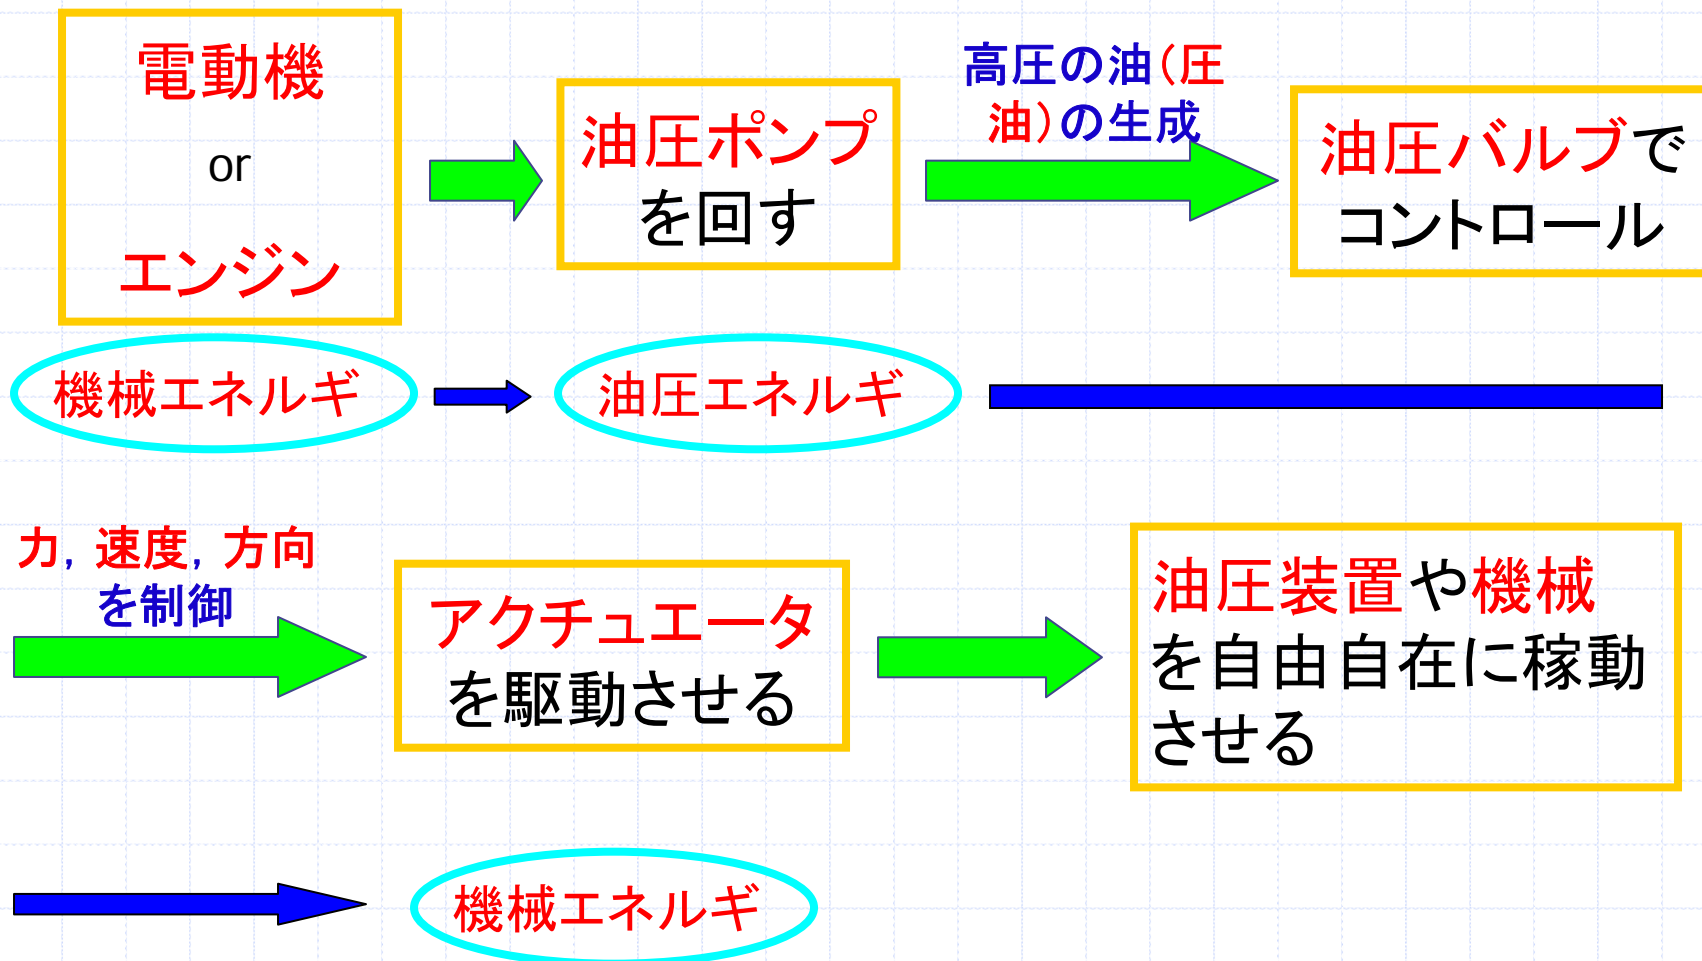 電動機
or
エンジン
油圧ポンプ
を回す
高圧の油(圧
油)の生成
油圧バルブで
コントロール
機械エネルギ
油圧エネルギ
力，速度，方向
を制御
アクチュエータ
を駆動させる
油圧装置や機械
を自由自在に稼動
させる
機械エネルギ